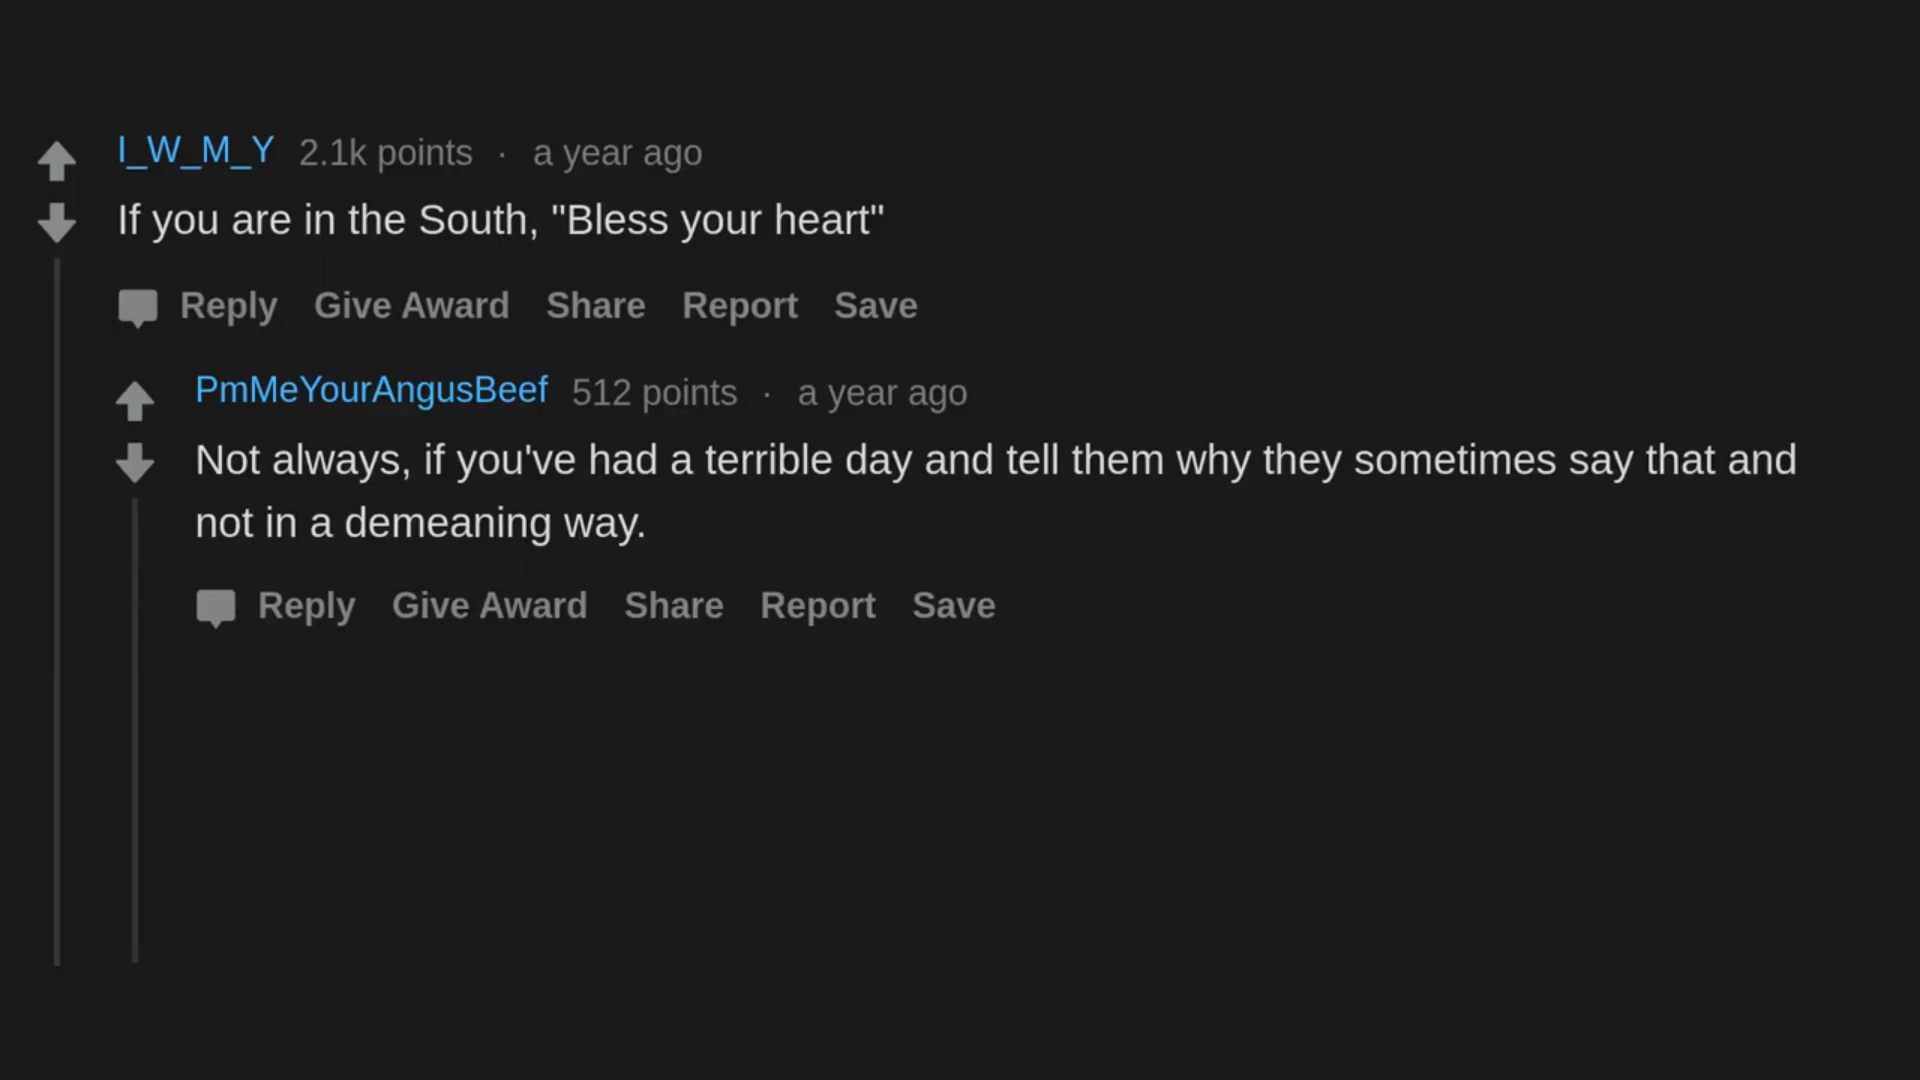 I_W_M_Y 2.1k points · a year ago
If you are in the South, "Bless your heart"
Reply Give Award Share Report Save
PmMeYourAngusBeef 512 points · a year ago
Not always, if you've had a terrible day and tell them why they sometimes say that and
not in a demeaning way.
Reply Give Award Share Report Save